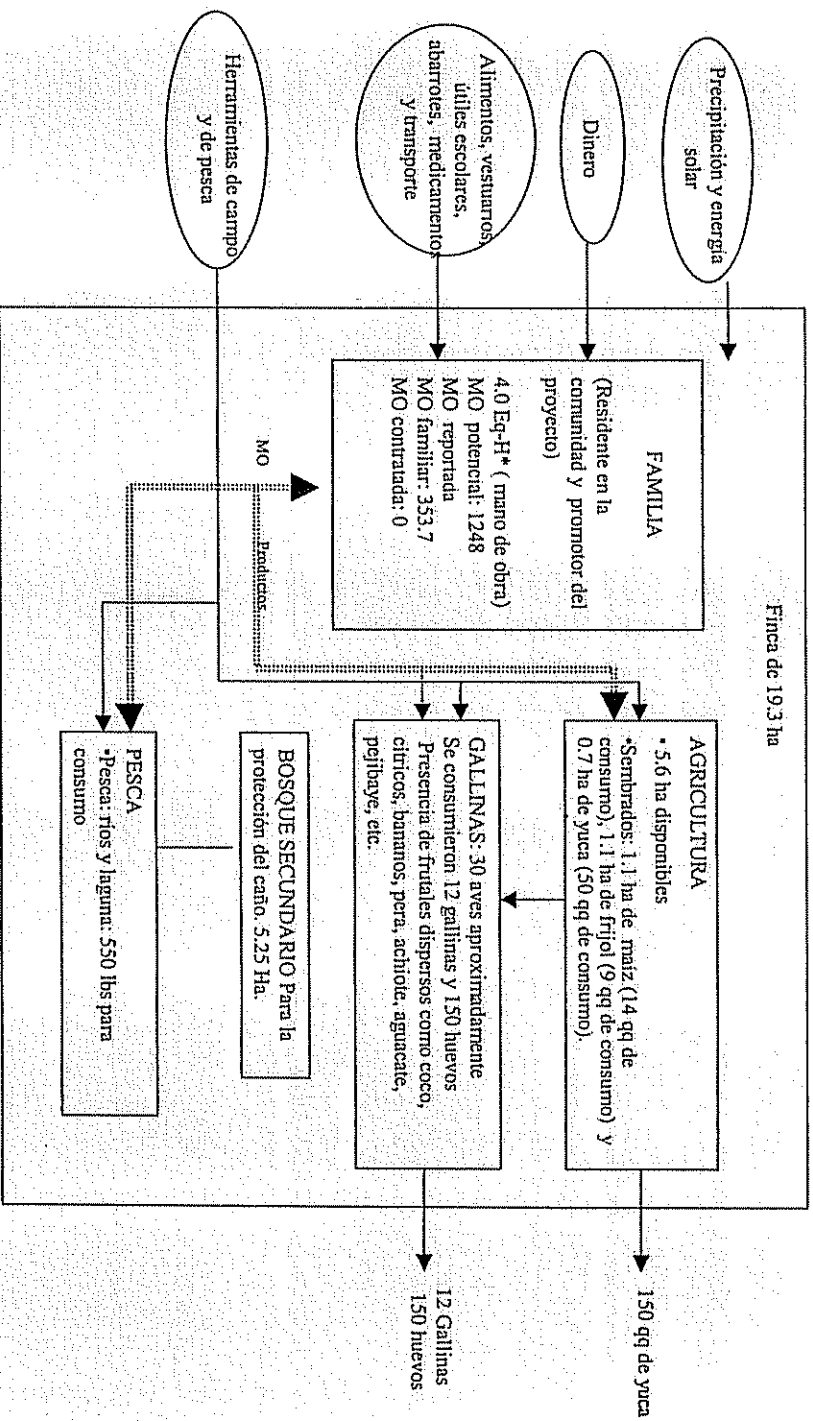 Finca de 19.3 ha
Precipitación y energía
solar
Dinero
Alimentos, vestuarios,
útiles escolares,
abarrotes, medicamentos
y transporte
Herramientas de campo
y de pesca
FAMILIA
(Residente en la
comunidad y promotor del
proyecto)
4.0 Eq-H* ( mano de obra)
MO potencial: 1248
MO reportada
MO familiar: 353.7
MO contratada: 0
MO
Productos
AGRICULTURA
• 5.6 ha disponibles
•Sembrados: 1.1 ha de maíz (14 qq de
consumo), 1.1 ha de frijol (9 qq de consumo) y
0.7 ha de yuca (50 qq de consumo).
GALLINAS: 30 aves aproximadamente
Se consumieron 12 gallinas y 150 huevos
Presencia de frutales dispersos como coco,
cítricos, bananos, pera, achiote, aguacate,
pejibaye, etc.
BOSQUE SECUNDARIO Para la
protección del caño. 5.25 Ha.
PESCA
•Pesca: ríos y laguna: 550 lbs para
consumo
150 qq de yuca
12 Gallinas
150 huevos